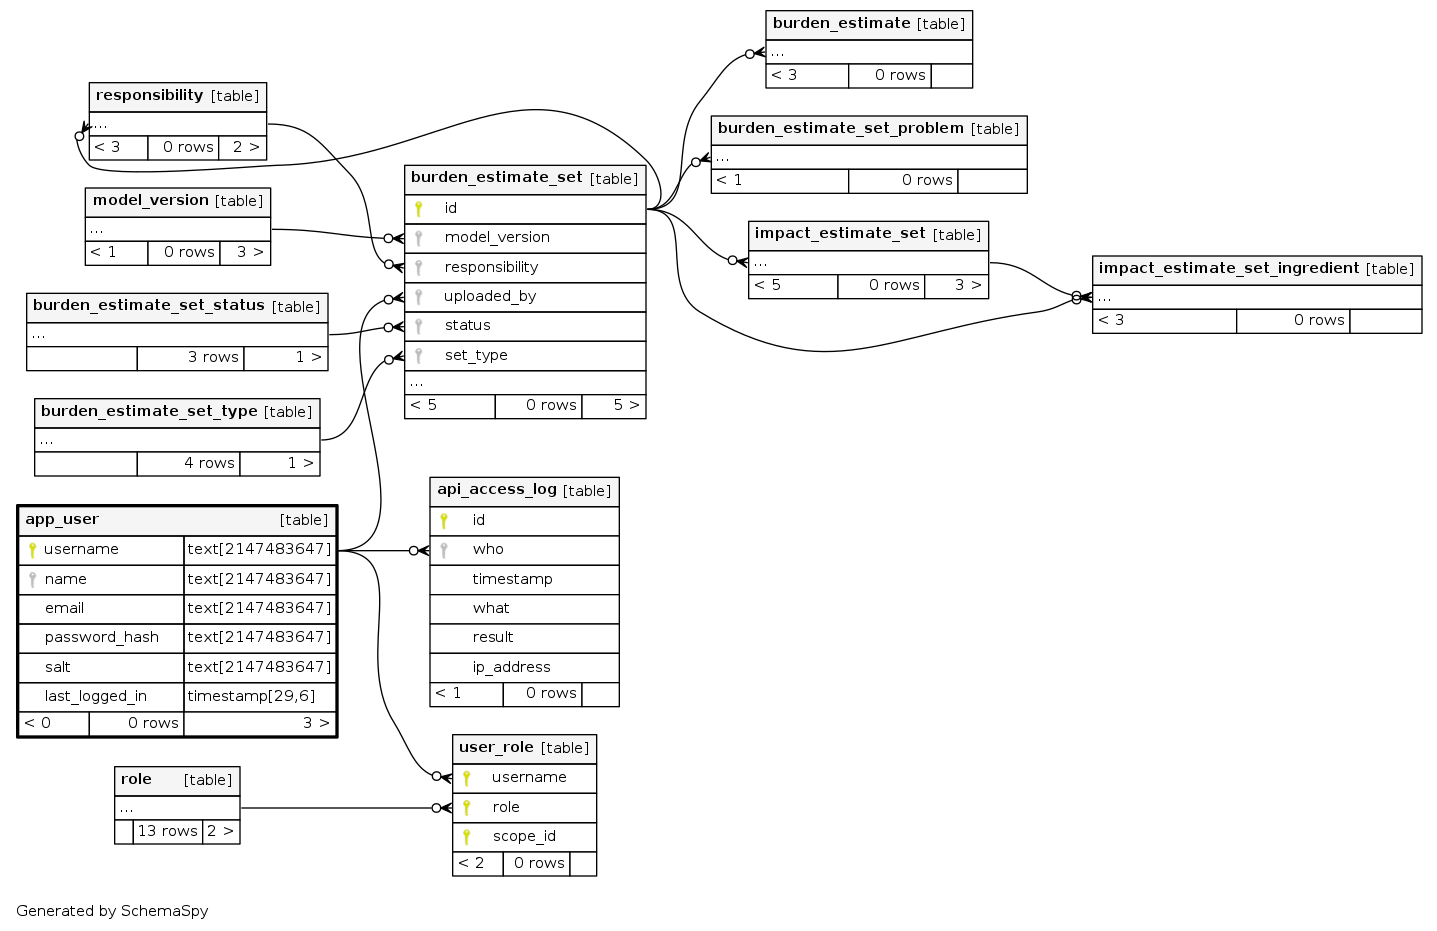 burden_estimate [table]
...
< 3 0 rows
responsibility [table]
...
< 3 0 rows 2 >
burden_estimate_set_problem [table]
...
< 1 0 rows
burden_estimate_set [table]
id
model_version
responsibility
uploaded_by
status
set_type
...
< 5 0 rows 5 >
model_version [table]
...
< 1 0 rows 3 >
impact_estimate_set [table]
...
< 5 0 rows 3 >
impact_estimate_set_ingredient [table]
...
< 3 0 rows
burden_estimate_set_status [table]
...
3 rows 1 >
burden_estimate_set_type [table]
...
4 rows 1 >
api_access_log [table]
id
who
timestamp
what
result
ip_address
< 1 0 rows
app_user [table]
username text[2147483647]
name text[2147483647]
email text[2147483647]
password_hash text[2147483647]
salt text[2147483647]
last_logged_in timestamp[29,6]
< 0 0 rows 3 >
user_role [table]
username
role
scope_id
< 2 0 rows
role [table]
...
13 rows 2 >
Generated by SchemaSpy